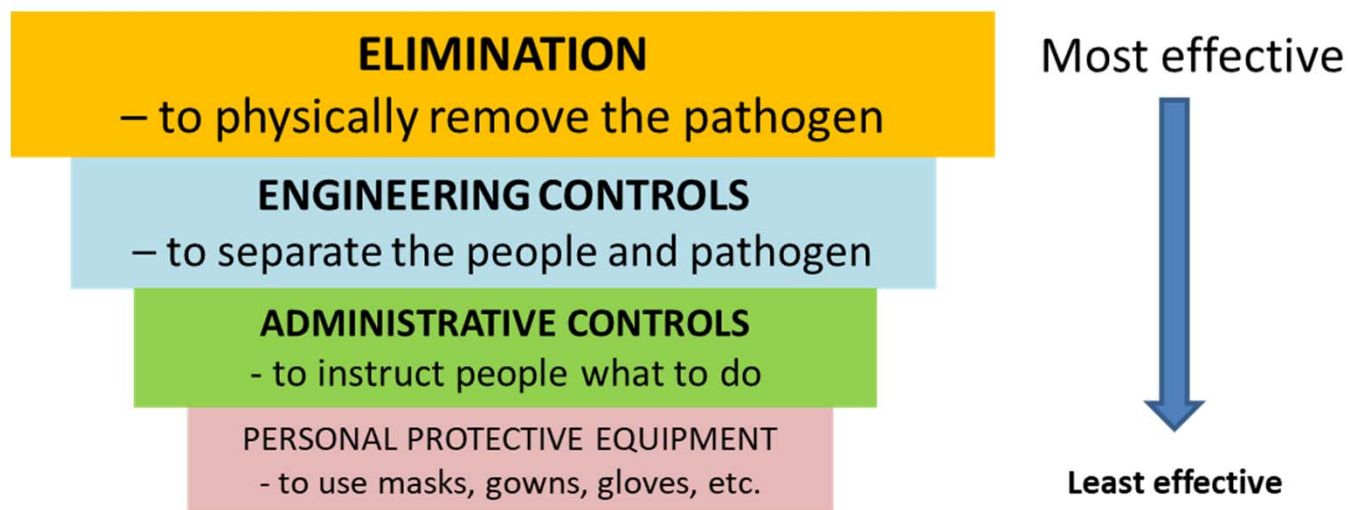 ELIMINATION
– to physically remove the pathogen
ENGINEERING CONTROLS
– to separate the people and pathogen
ADMINISTRATIVE CONTROLS
- to instruct people what to do
PERSONAL PROTECTIVE EQUIPMENT
- to use masks, gowns, gloves, etc.
Most effective
Least effective